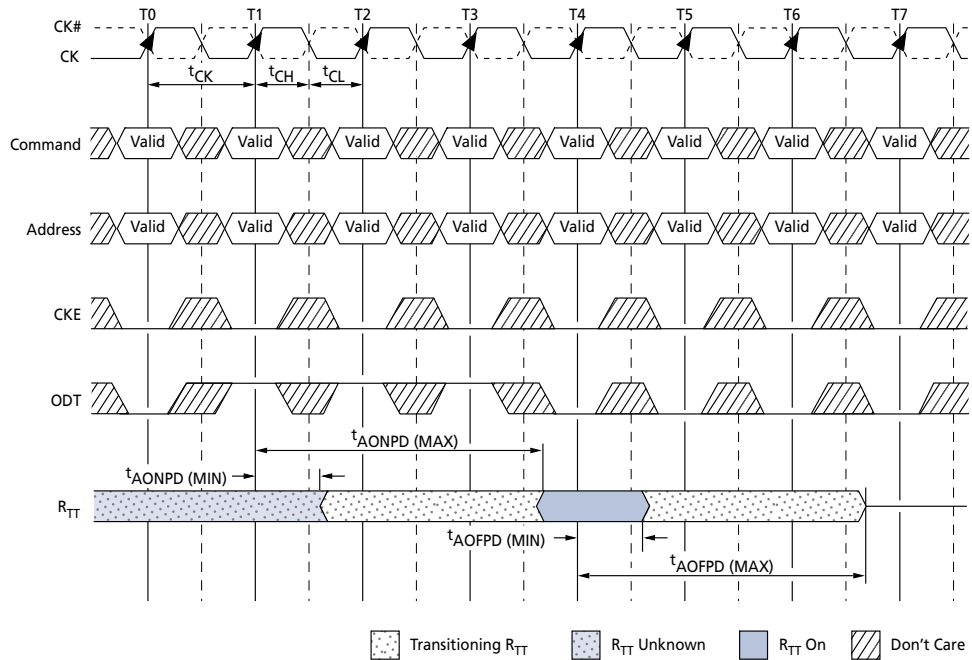 T0 T1 T2 T3 T4 T5 T6 T7
CK#
CK
tCK tCH tCL
Command Valid Valid Valid Valid Valid Valid Valid Valid
Address Valid Valid Valid Valid Valid Valid Valid Valid
CKE
ODT
tAONPD (MAX)
tAONPD (MIN)
RTT
tAOFPD (MIN)
tAOFPD (MAX)
Transitioning RTT RTT Unknown RTT On Don't Care